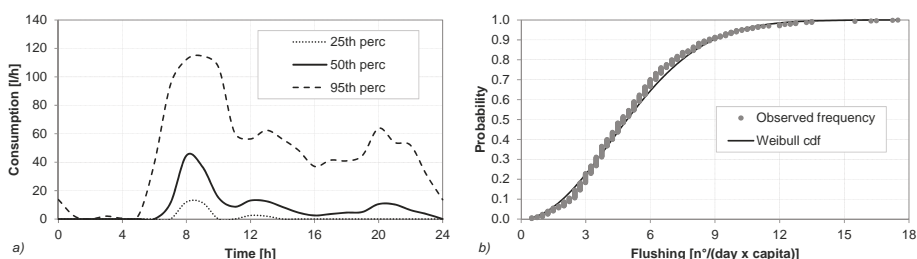 140
120
100
80
60
40
20
0
Consumption [l/h]
0 4 8 12 16 20 24
Time [h]
25th perc
50th perc
95th perc
a)
1.0
0.9
0.8
0.7
0.6
0.5
0.4
0.3
0.2
0.1
0.0
Probability
0 3 6 9 12 15 18
Flushing [n°/(day x capita)]
Observed frequency
Weibull cdf
b)